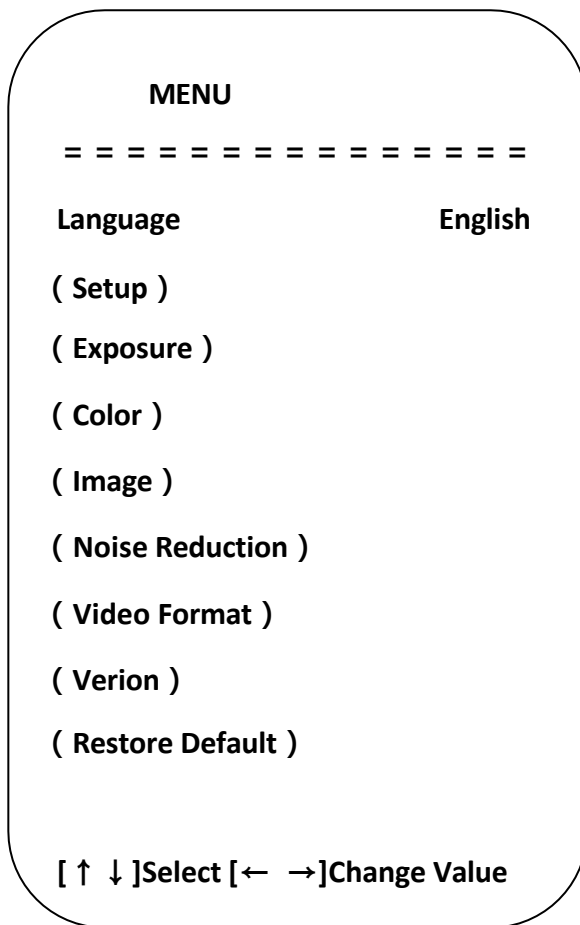 MENU
= = = = = = = = = = = = = = =
Language English
( Setup )
( Exposure )
( Color )
( Image )
( Noise Reduction )
( Video Format )
( Verion )
( Restore Default )
[ ↑ ↓ ]Select [← →]Change Value